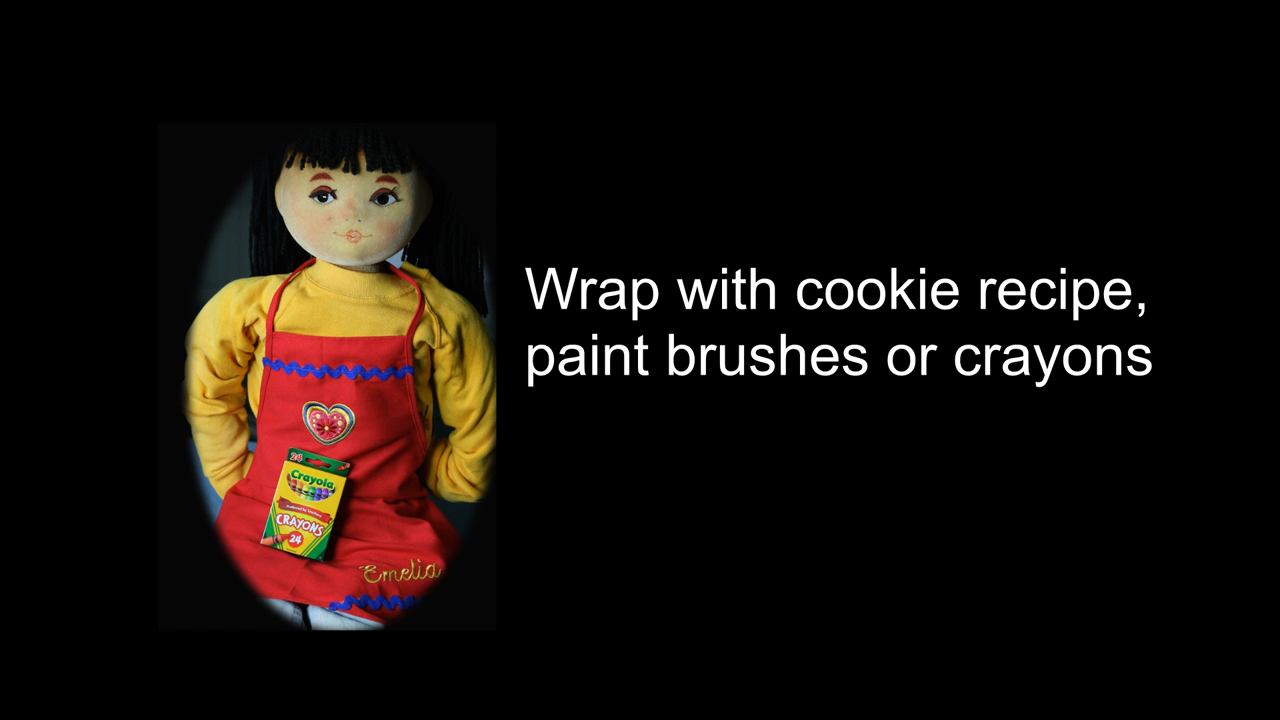 Wrap with cookie recipe,
paint brushes or crayons
24
Crayola
CRAYONS
24
Emelia